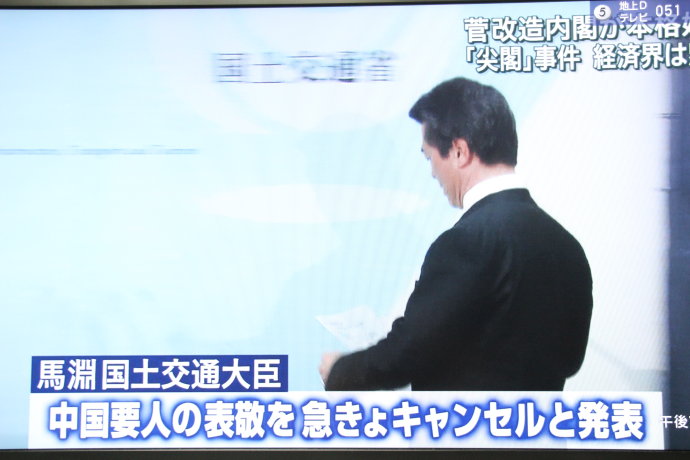 5 地上D 051
テレビ
菅改造内閣が本格始
「尖閣」事件 経済界は
国土交通省
馬淵 国土交通大臣
中国要人の表敬を 急きょキャンセルと発表
午後